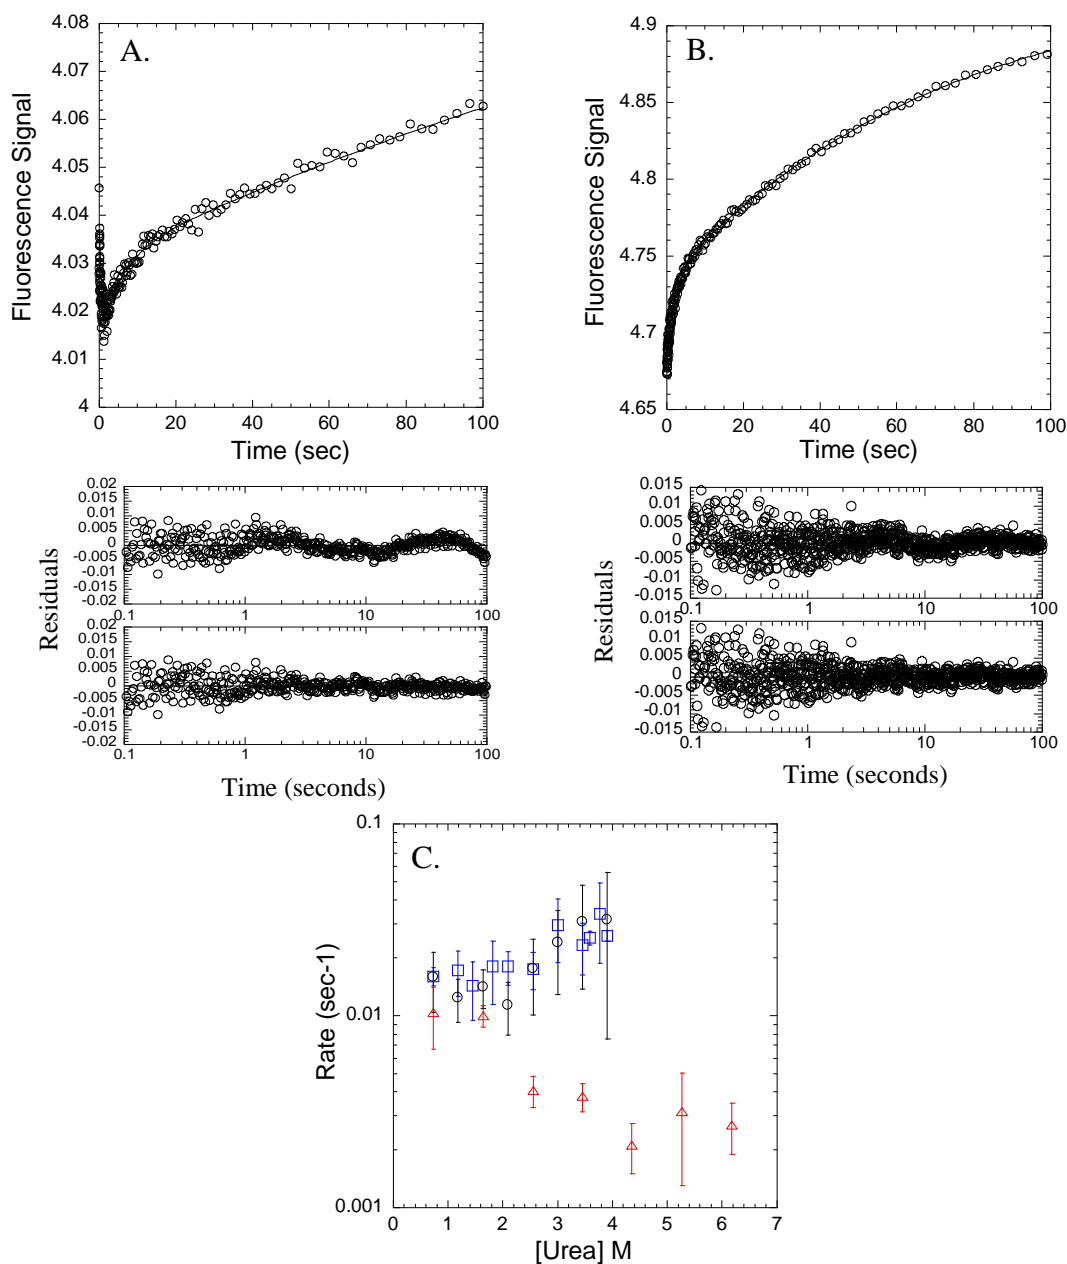 A.
4.08
4.07
4.06
4.05
4.04
4.03
4.02
4.01
4
Fluorescence Signal
0 20 40 60 80 100
Time (sec)
B.
4.9
4.85
4.8
4.75
4.7
4.65
Fluorescence Signal
0 20 40 60 80 100
Time (sec)
Residuals
0.02
0.015
0.01
0.005
0
-0.005
-0.01
-0.015
-0.02
0.1 1 10 100
0.02
0.015
0.01
0.005
0
-0.005
-0.01
-0.015
-0.02
0.1 1 10 100
Time (seconds)
Residuals
0.015
0.01
0.005
0
-0.005
-0.01
-0.015
0.1 1 10 100
0.015
0.01
0.005
0
-0.005
-0.01
-0.015
0.1 1 10 100
Time (seconds)
C.
0.1
0.01
0.001
Rate (sec-1)
0 1 2 3 4 5 6 7
[Urea] M